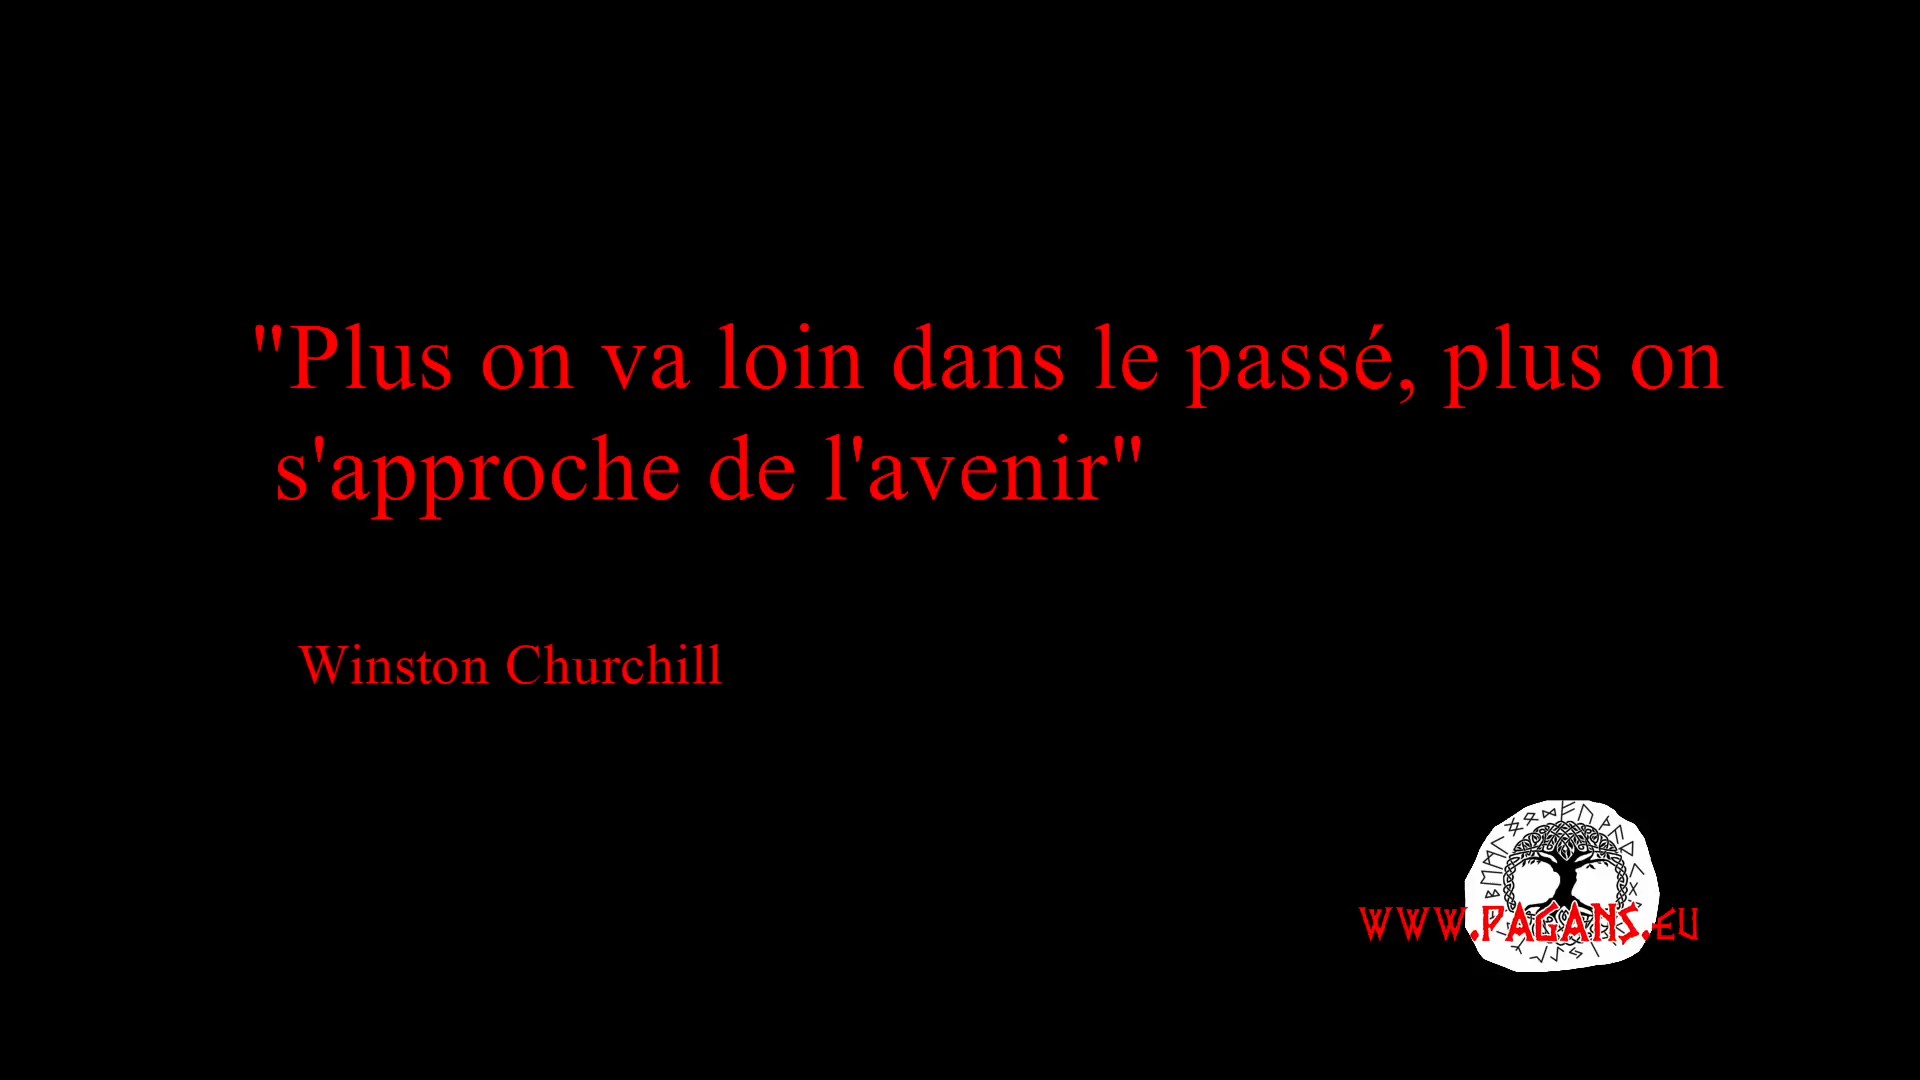 "Plus on va loin dans le passé, plus on
s'approche de l'avenir"
Winston Churchill
WWW.PAGANS.EU